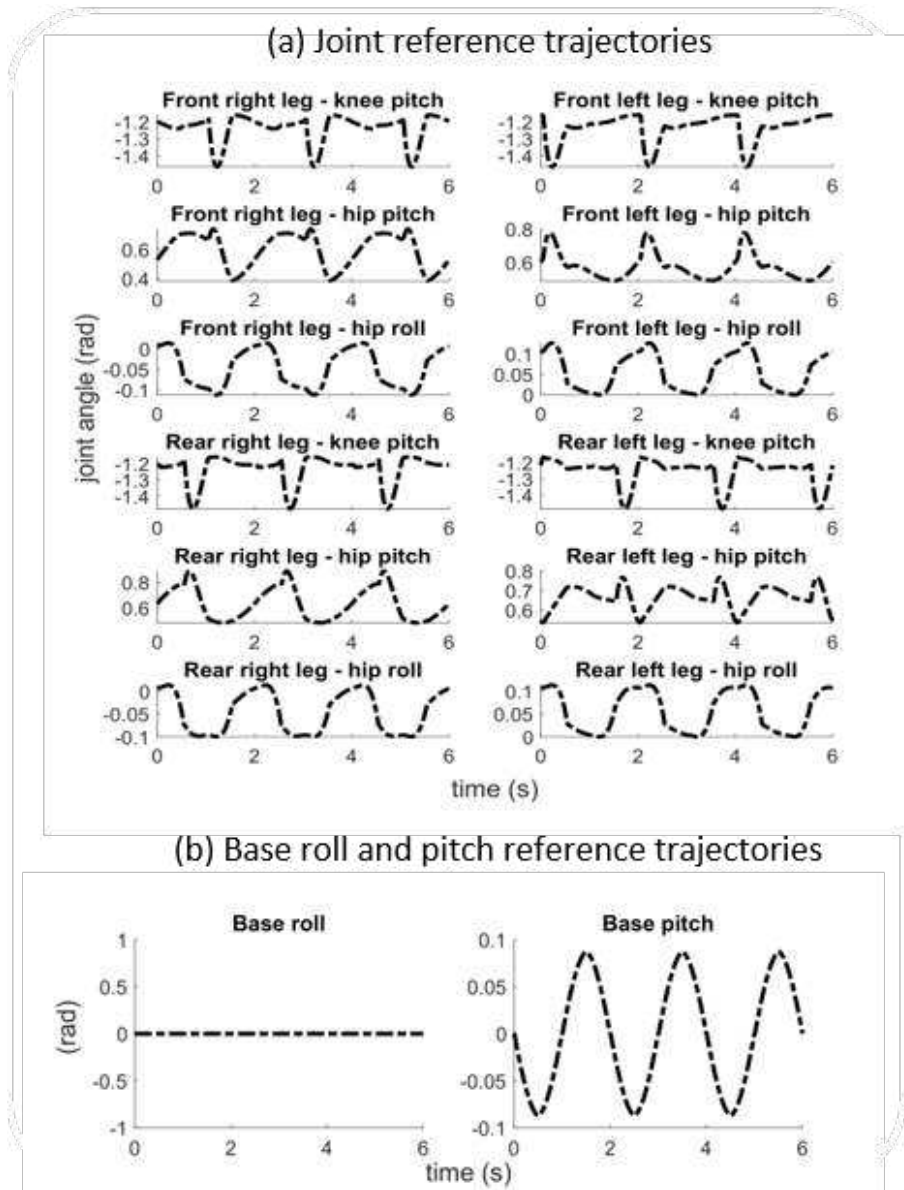 (a) Joint reference trajectories
Front right leg - knee pitch
Front left leg - knee pitch
-1.2
-1.3
-1.4
0 2 4 6
-1.2
-1.3
-1.4
0 2 4 6
Front right leg - hip pitch
Front left leg - hip pitch
0.6
0.4
0 2 4 6
0.8
0.6
0 2 4 6
Front right leg - hip roll
Front left leg - hip roll
0
-0.05
-0.1
0 2 4 6
0.1
0.05
0
0 2 4 6
joint angle (rad)
Rear right leg - knee pitch
Rear left leg - knee pitch
-1.2
-1.3
-1.4
0 2 4 6
-1.2
-1.3
-1.4
0 2 4 6
Rear right leg - hip pitch
Rear left leg - hip pitch
0.8
0.6
0 2 4 6
0.8
0.7
0.6
0 2 4 6
Rear right leg - hip roll
Rear left leg - hip roll
0
-0.05
-0.1
0 2 4 6
0.1
0.05
0
0 2 4 6
time (s)
(b) Base roll and pitch reference trajectories
Base roll
Base pitch
1
0.5
0
-0.5
-1
(rad)
0 2 4 6
0.1
0.05
0
-0.05
-0.1
0 2 4 6
time (s)